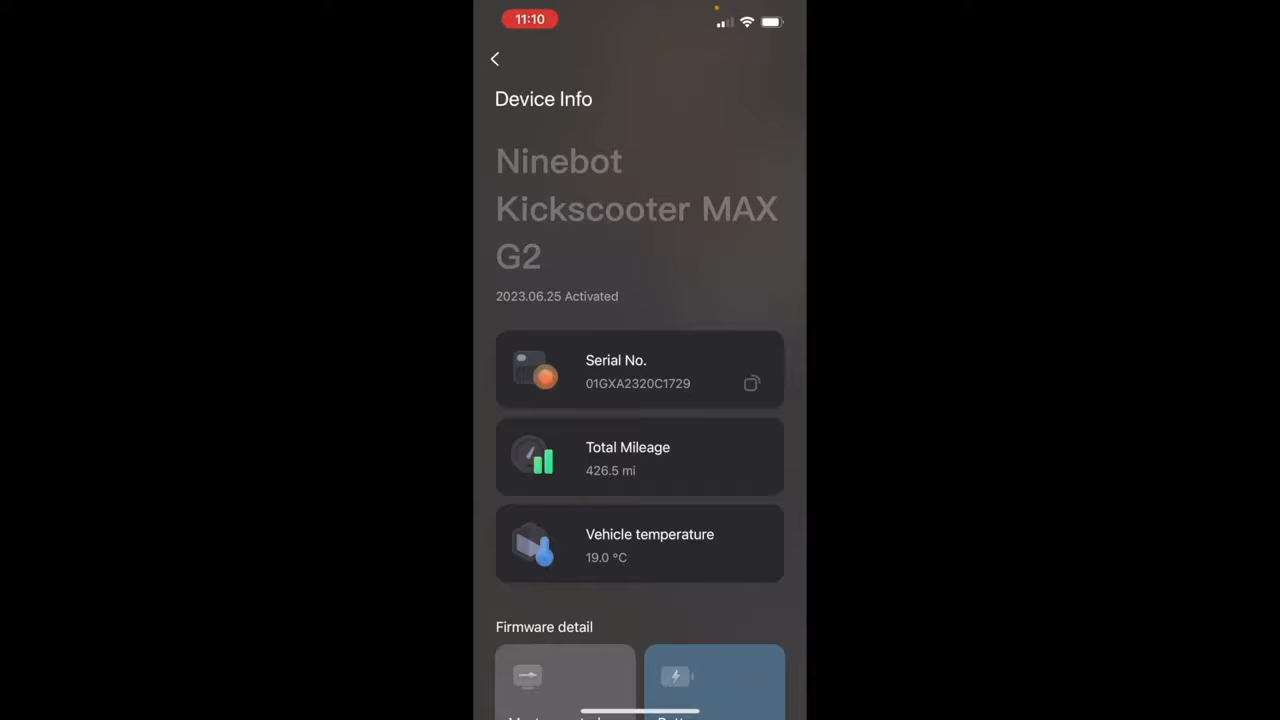 11:10
Device Info
Ninebot
Kickscooter MAX
G2
2023.06.25 Activated
Serial No.
01GXA2320C1729
Total Mileage
426.5 mi
Vehicle temperature
19.0 °C
Firmware detail